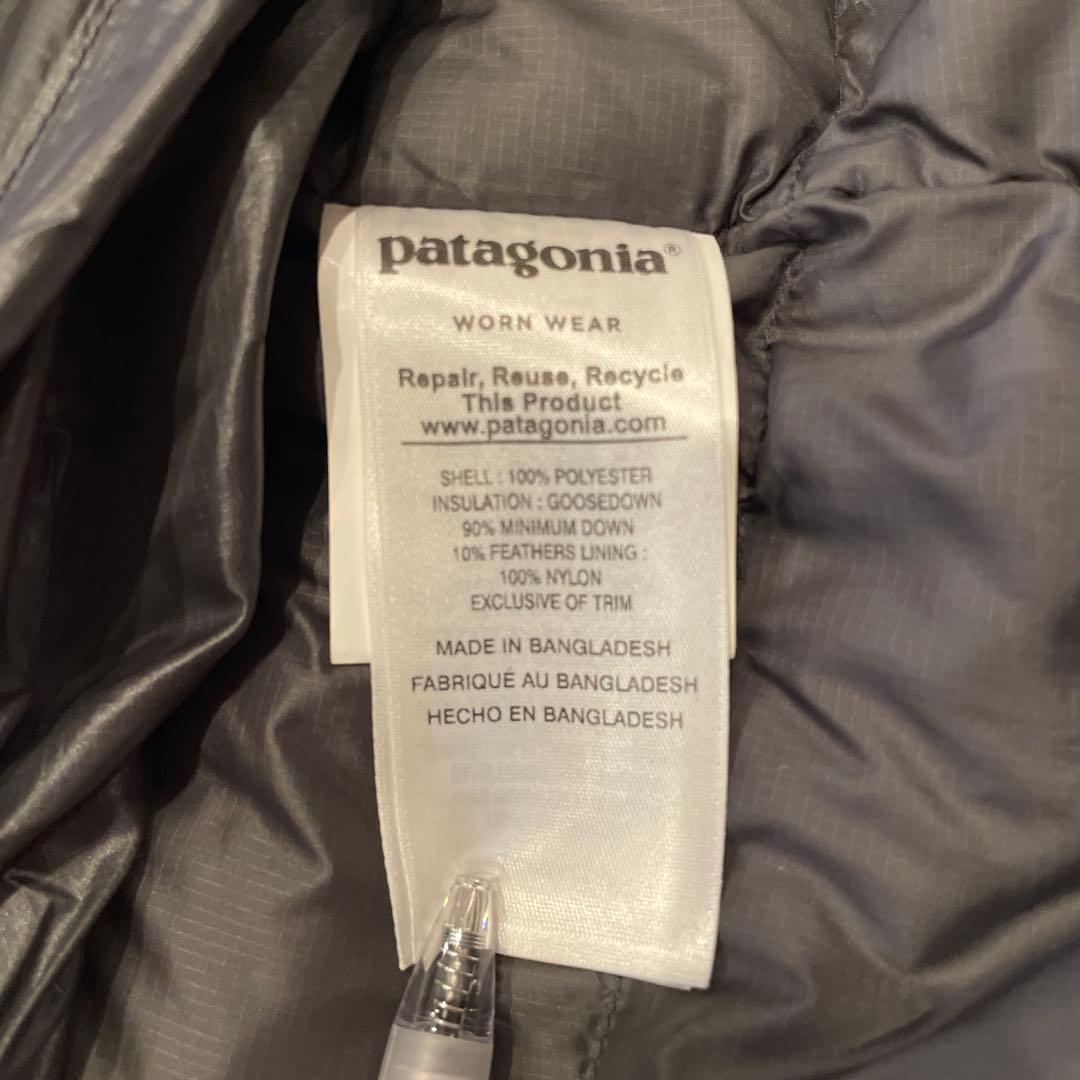 patagonia®
WORN WEAR
Repair, Reuse, Recycle
This Product
www.patagonia.com
SHELL : 100% POLYESTER
INSULATION : GOOSEDOWN
90% MINIMUM DOWN
10% FEATHERS LINING :
100% NYLON
EXCLUSIVE OF TRIM
MADE IN BANGLADESH
FABRIQUÉ AU BANGLADESH
HECHO EN BANGLADESH